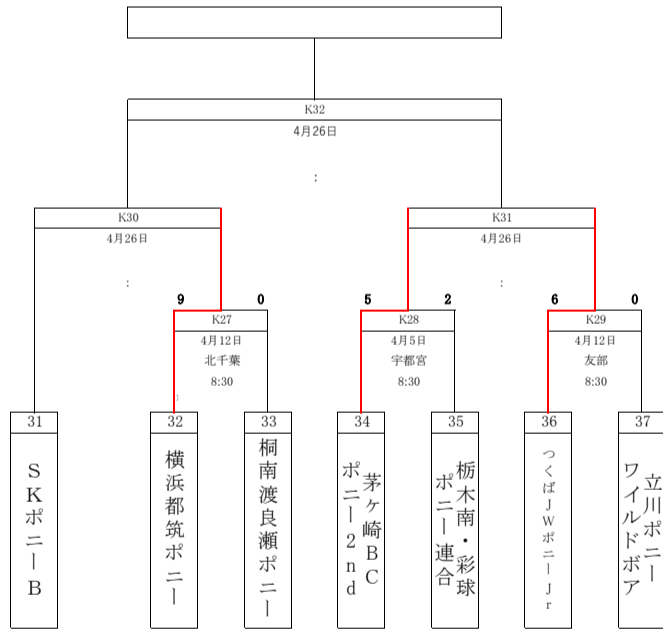 K32
4月26日
:
K30
K31
4月26日
4月26日
:
:
9
0
5
2
6
0
K27
K28
K29
4月12日
4月5日
4月12日
北千葉
宇都宮
友部
8:30
8:30
8:30
31
32
33
34
35
36
37
SKポニーB
横浜都筑ポニー
桐南渡良瀬ポニー
茅ヶ崎BC
ポニー2nd
栃木南・彩球
ポニー連合
つくばJWポニーJr
立川ポニー
ワイルドボア